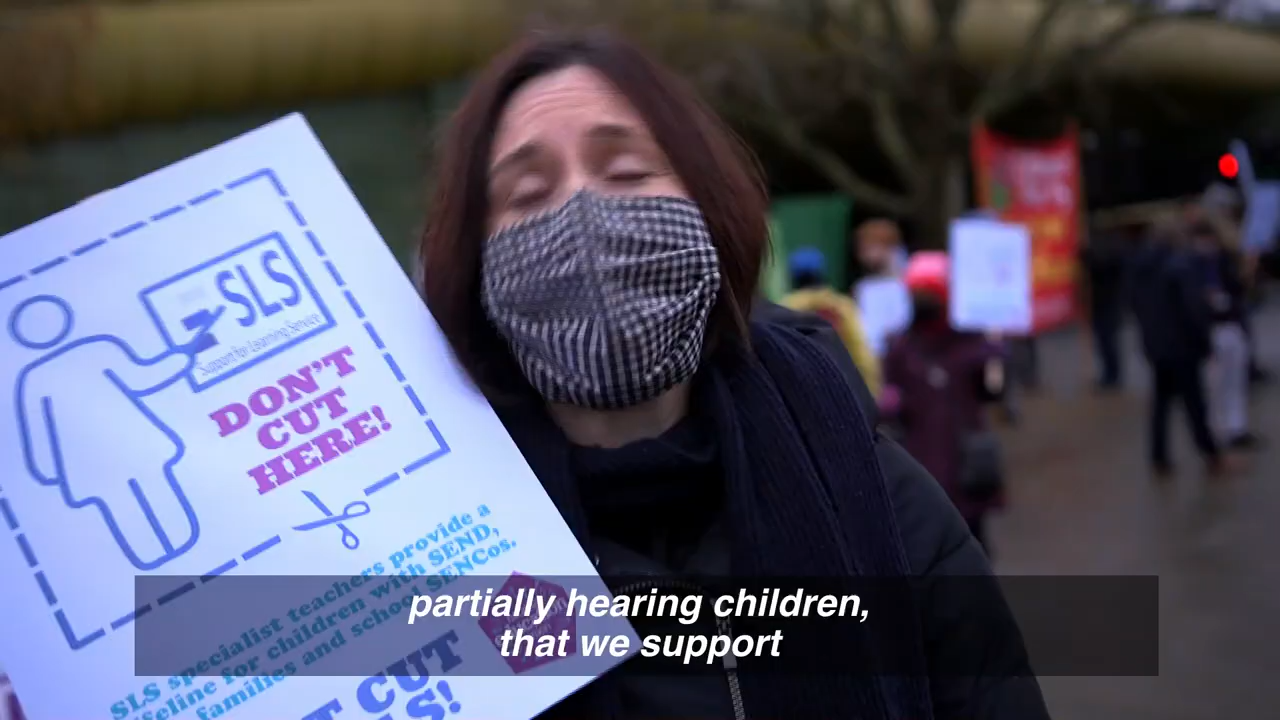 SLS
Support for Learning Service
DON'T
CUT
HERE!
SLS specialist teachers provide a
lifeline for children with SEND,
families and school SENCos.
CUT
partially hearing children,
that we support